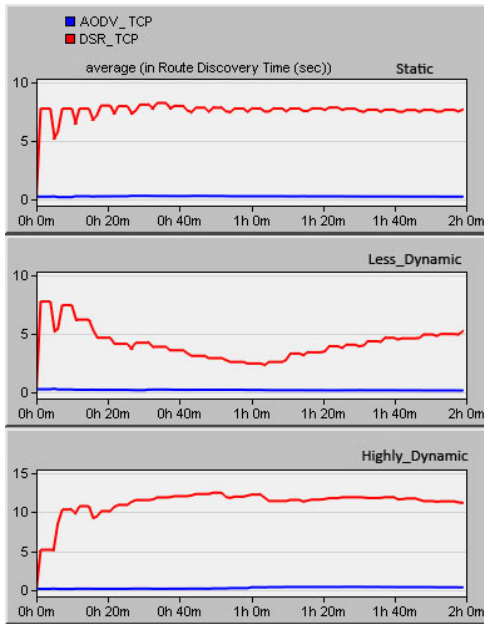 AODV_TCP
DSR_TCP
average (in Route Discovery Time (sec)) Static
10
5
0
0h 0m 0h 20m 0h 40m 1h 0m 1h 20m 1h 40m 2h 0m
Less_Dynamic
10
5
0
0h 0m 0h 20m 0h 40m 1h 0m 1h 20m 1h 40m 2h 0m
Highly_Dynamic
15
10
5
0
0h 0m 0h 20m 0h 40m 1h 0m 1h 20m 1h 40m 2h 0m